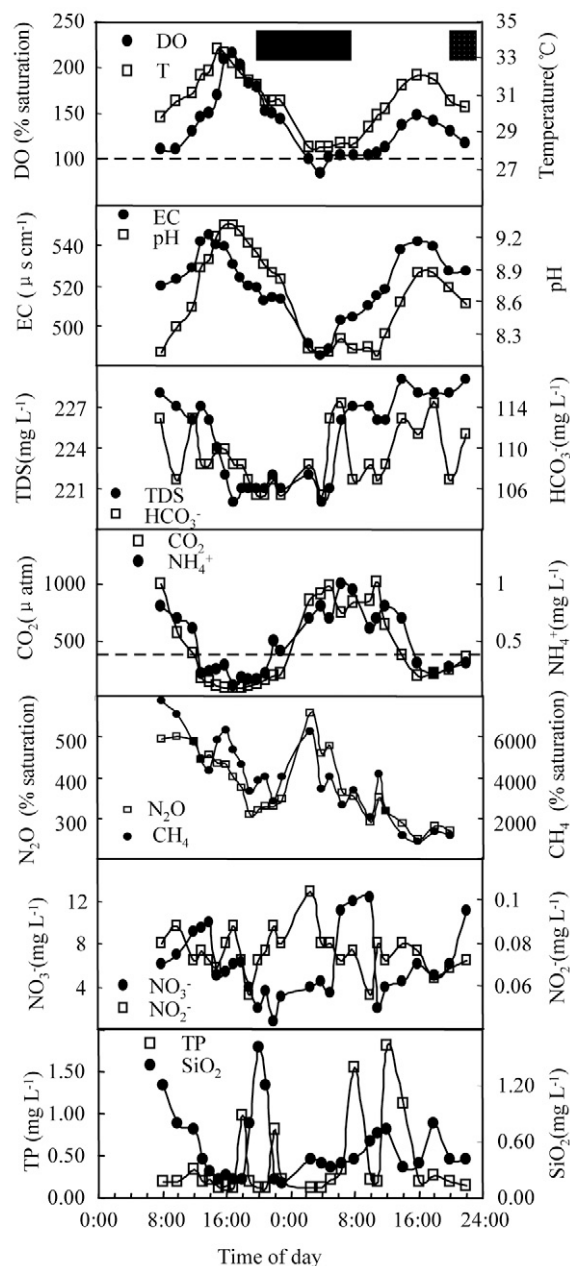 DO
T
DO (% saturation)
250
200
150
100
35
33
31
28
27
Temperature(℃)
EC
pH
EC (μ s cm⁻¹)
540
520
500
9.2
8.9
8.6
8.3
pH
TDS(mg L⁻¹)
227
224
221
114
110
106
HCO₃⁻(mg L⁻¹)
TDS
HCO₃⁻
CO₂
NH₄⁺
CO₂(μ atm)
1000
500
1
0.5
NH₄⁺(mg L⁻¹)
N₂O (% saturation)
500
400
300
6000
4000
2000
CH₄ (% saturation)
N₂O
CH₄
NO₃⁻(mg L⁻¹)
12
8
4
0.1
0.08
0.06
NO₂⁻(mg L⁻¹)
NO₃⁻
NO₂⁻
TP
SiO₂
TP (mg L⁻¹)
1.50
1.00
0.50
0.00
1.20
0.60
0.00
SiO₂(mg L⁻¹)
0:00 8:00 16:00 0:00 8:00 16:00 24:00
Time of day